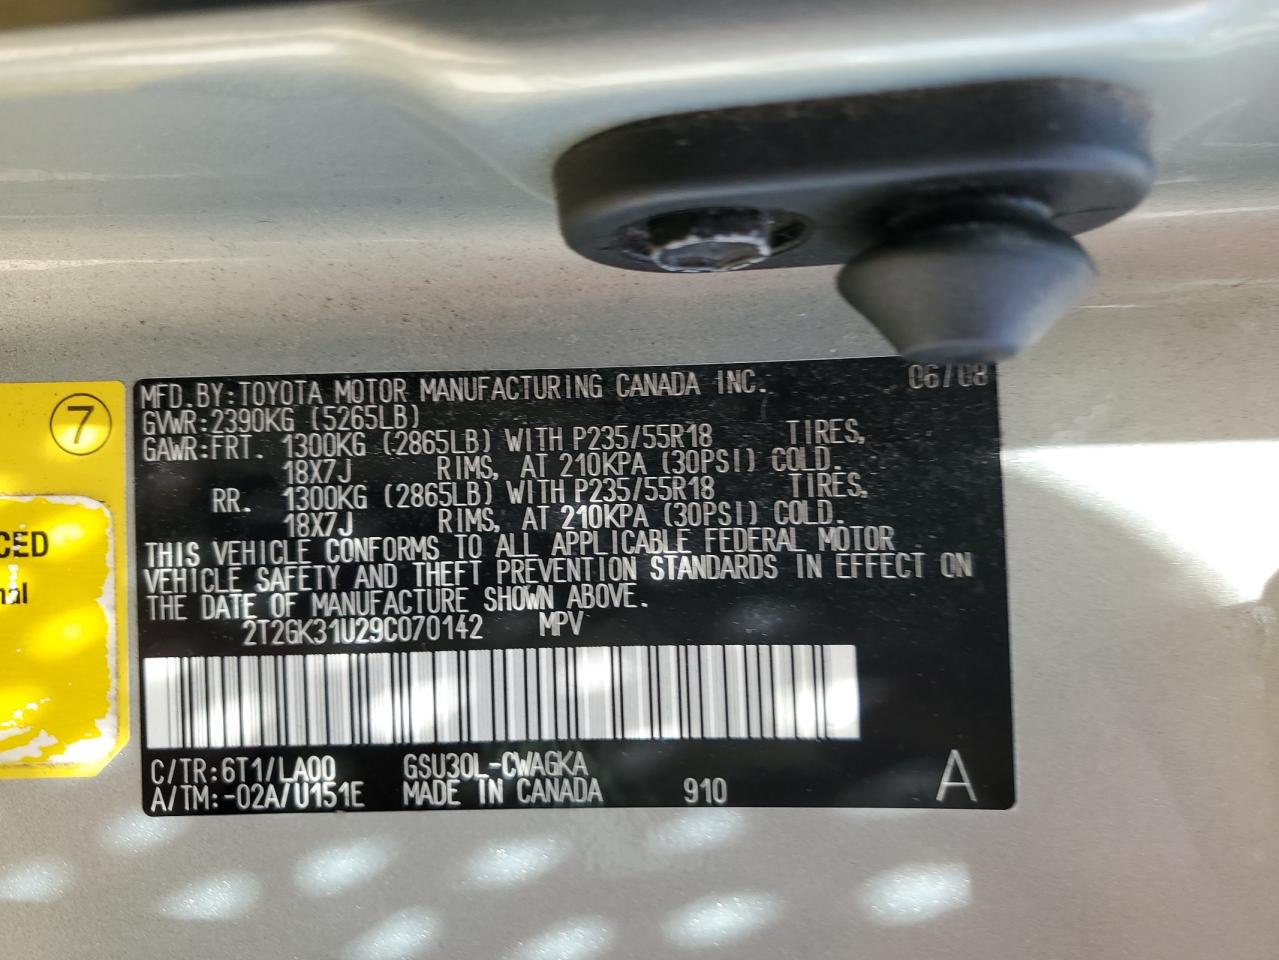 7
CED
nal
MFD.BY:TOYOTA MOTOR MANUFACTURING CANADA INC. 06/08
GVWR:2390KG (5265LB)
GAWR:FRT. 1300KG (2865LB) WITH P235/55R18 TIRES,
18X7J RIMS, AT 210KPA (30PSI) COLD.
RR. 1300KG (2865LB) WITH P235/55R18 TIRES,
18X7J RIMS, AT 210KPA (30PSI) COLD.
THIS VEHICLE CONFORMS TO ALL APPLICABLE FEDERAL MOTOR
VEHICLE SAFETY AND THEFT PREVENTION STANDARDS IN EFFECT ON
THE DATE OF MANUFACTURE SHOWN ABOVE.
2T2GK31U29C070142 MPV
C/TR:6T1/LA00 GSU30L-CWAGKA
A/TM:-02A/U151E MADE IN CANADA 910 A